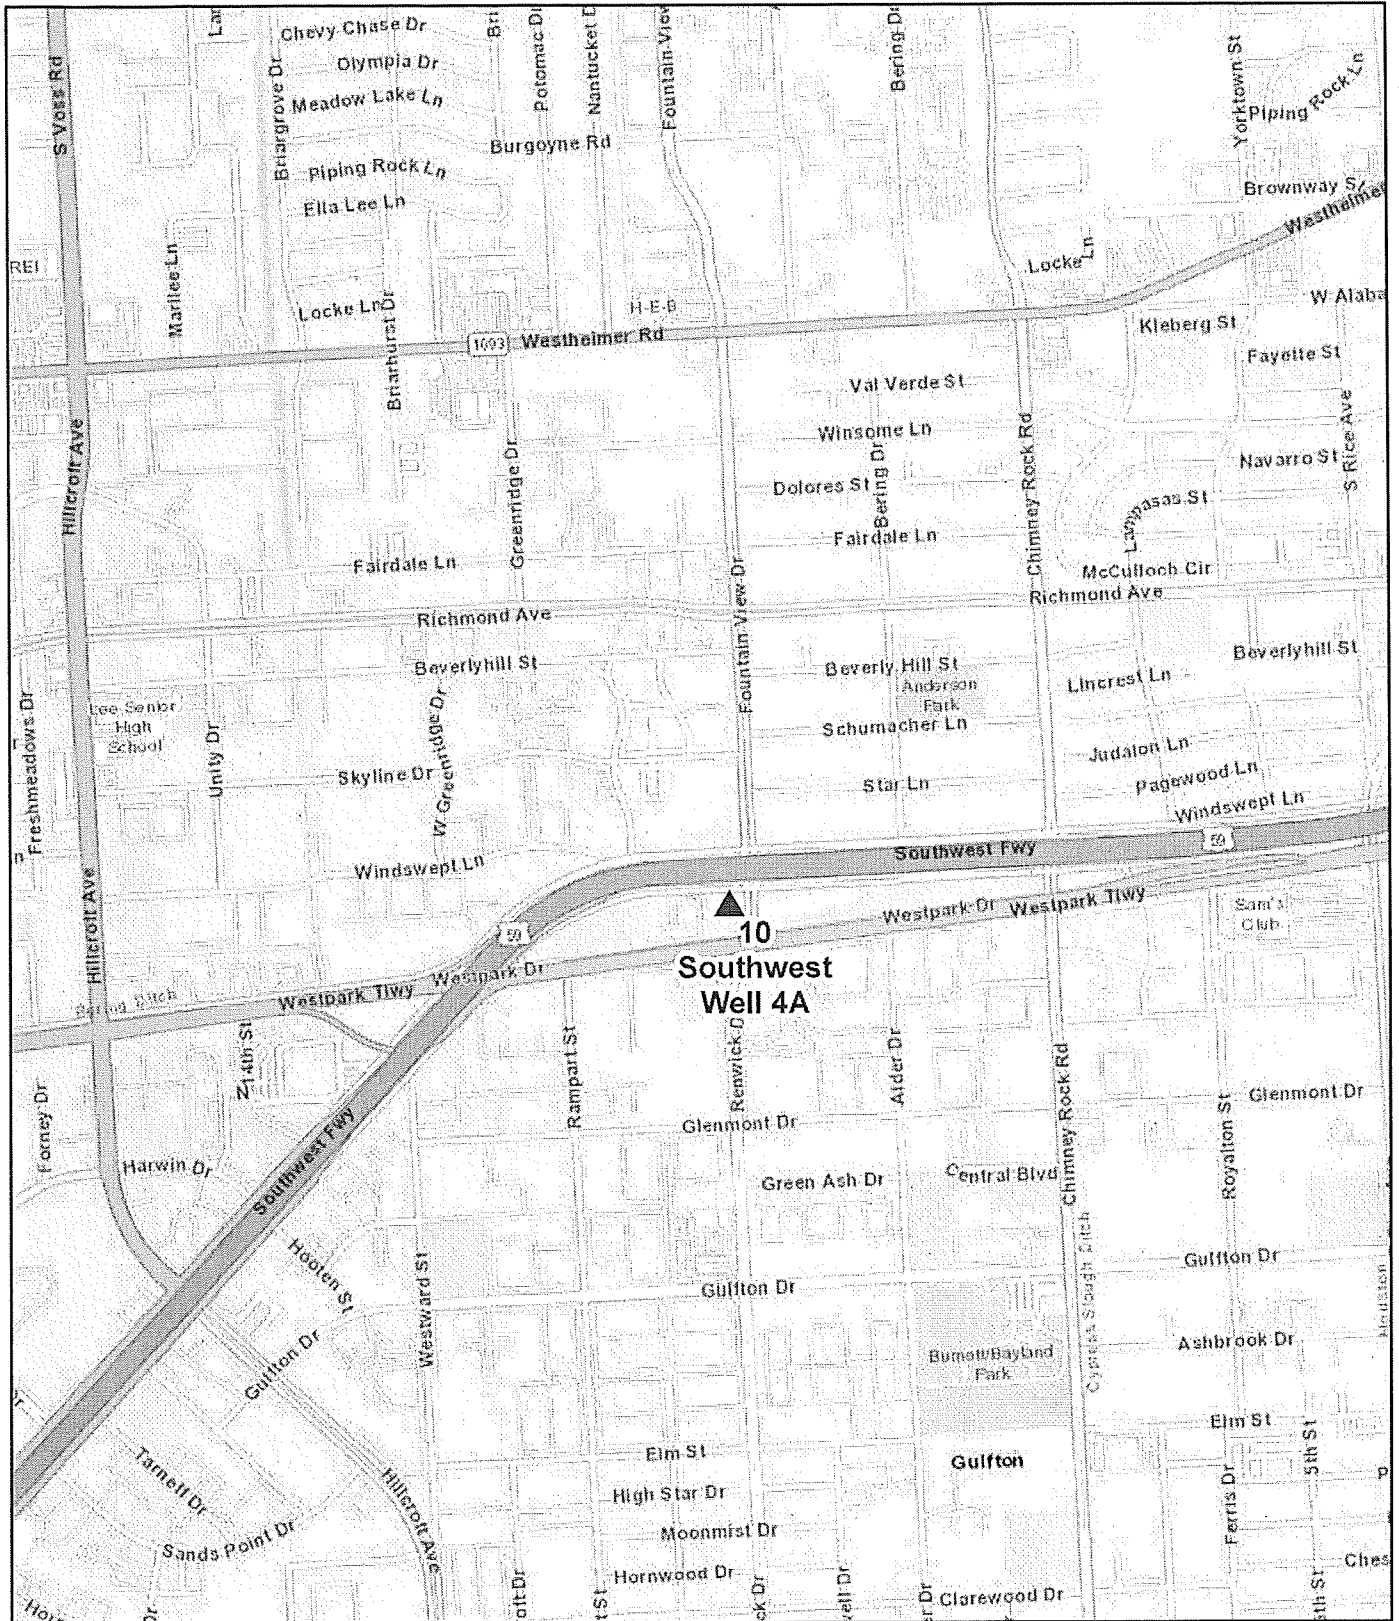 Chevy Chase Dr
Olympia Dr
Meadow Lake Ln
Briargrove Dr
S Voss Rd
Potomac
Nantucket
Fountain View
Bering
Burgoyne Rd
Yorktown St
Piping Rock Ln
Piping Rock Ln
Ella Lee Ln
Brownway St
Westheimer
REI
Marilee Ln
Locke Ln
Locke Ln
Briarhurst Dr
H-E-B
W Alaba
1093
Westheimer Rd
Kleberg St
Fayette St
Val Verde St
Hillcroft Ave
Winsome Ln
S Rice Ave
Greenridge Dr
Dolores St
Bering Dr
Chimney Rock Rd
Navarro St
Lampasas St
Fairdale Ln
Fairdale Ln
McCulloch Cir
Richmond Ave
Richmond Ave
Fountain View Dr
Beverlyhill St
Beverly Hill St
Beverlyhill St
Anderson
Park
Lincrest Ln
Freshmeadows Dr
Lee Senior
High
School
Unity Dr
W Greenridge Dr
Schumacher Ln
Judalon Ln
Skyline Dr
Star Ln
Pagewood Ln
Windswept Ln
Windswept Ln
Southwest Fwy
59
Hillcroft Ave
Westpark Dr
Westpark Tlwy
Sam's
Club
59
10
Southwest
Well 4A
Westpark Dr
Westpark Tlwy
Bering Ditch
N 14th St
Rampart St
Renwick D
Alder Dr
Chimney Rock Rd
Forney Dr
Glenmont Dr
Glenmont Dr
Royalton St
Harwin Dr
Southwest Fwy
Green Ash Dr
Central Blvd
Hooten St
Westward St
Gulfton Dr
Gulfton Dr
Cypress Slough Ditch
Gulfton Dr
Burnett/Bayland
Park
Ashbrook Dr
Elm St
Elm St
Gulfton
5th St
Tarneff Dr
Hillcroft Ave
High Star Dr
Ferris Dr
Sands Point Dr
Moonmist Dr
Hornwood Dr
Ches
Clarewood Dr